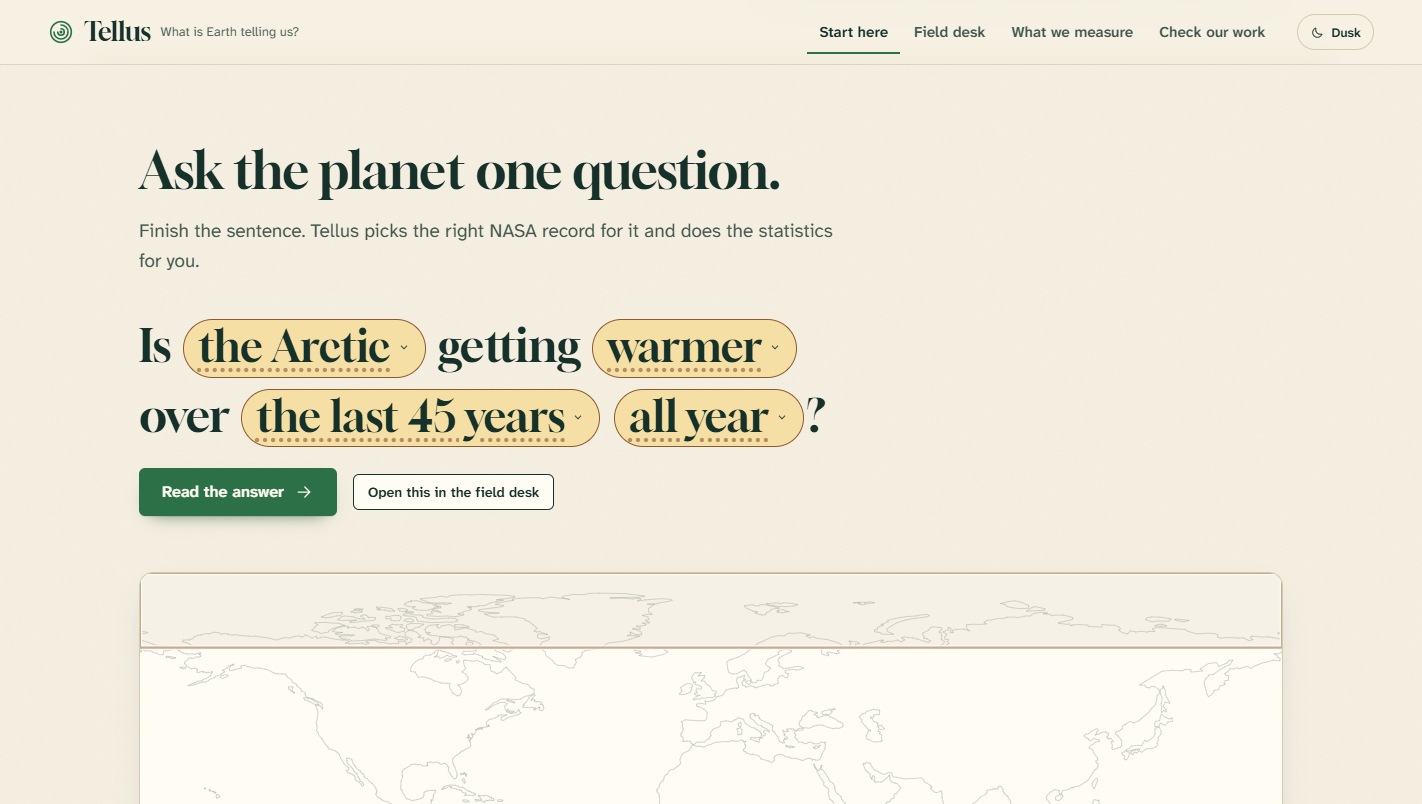 Tellus What is Earth telling us? Start here Field desk What we measure Check our work Dusk
Ask the planet one question.
Finish the sentence. Tellus picks the right NASA record for it and does the statistics
for you.
Is the Arctic getting warmer
over the last 45 years all year ?
Read the answer → Open this in the field desk